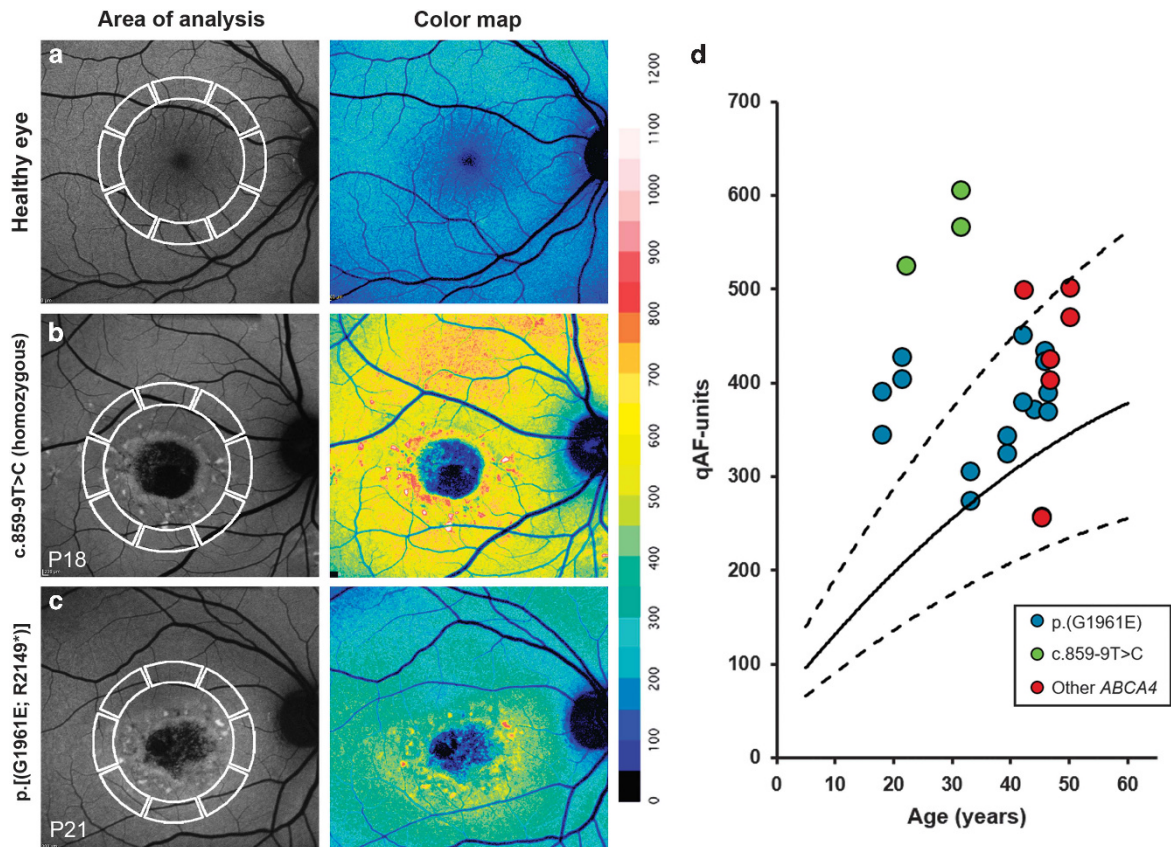 Area of analysis
Color map
a
Healthy eye
b
c.859-9T>C (homozygous)
P18
c
p.[(G1961E; R2149*)]
P21
1200
1100
1000
900
800
700
600
500
400
300
200
100
0
d
qAF-units
700
600
500
400
300
200
100
0
0
10
20
30
40
50
60
Age (years)
p.(G1961E)
c.859-9T>C
Other ABCA4